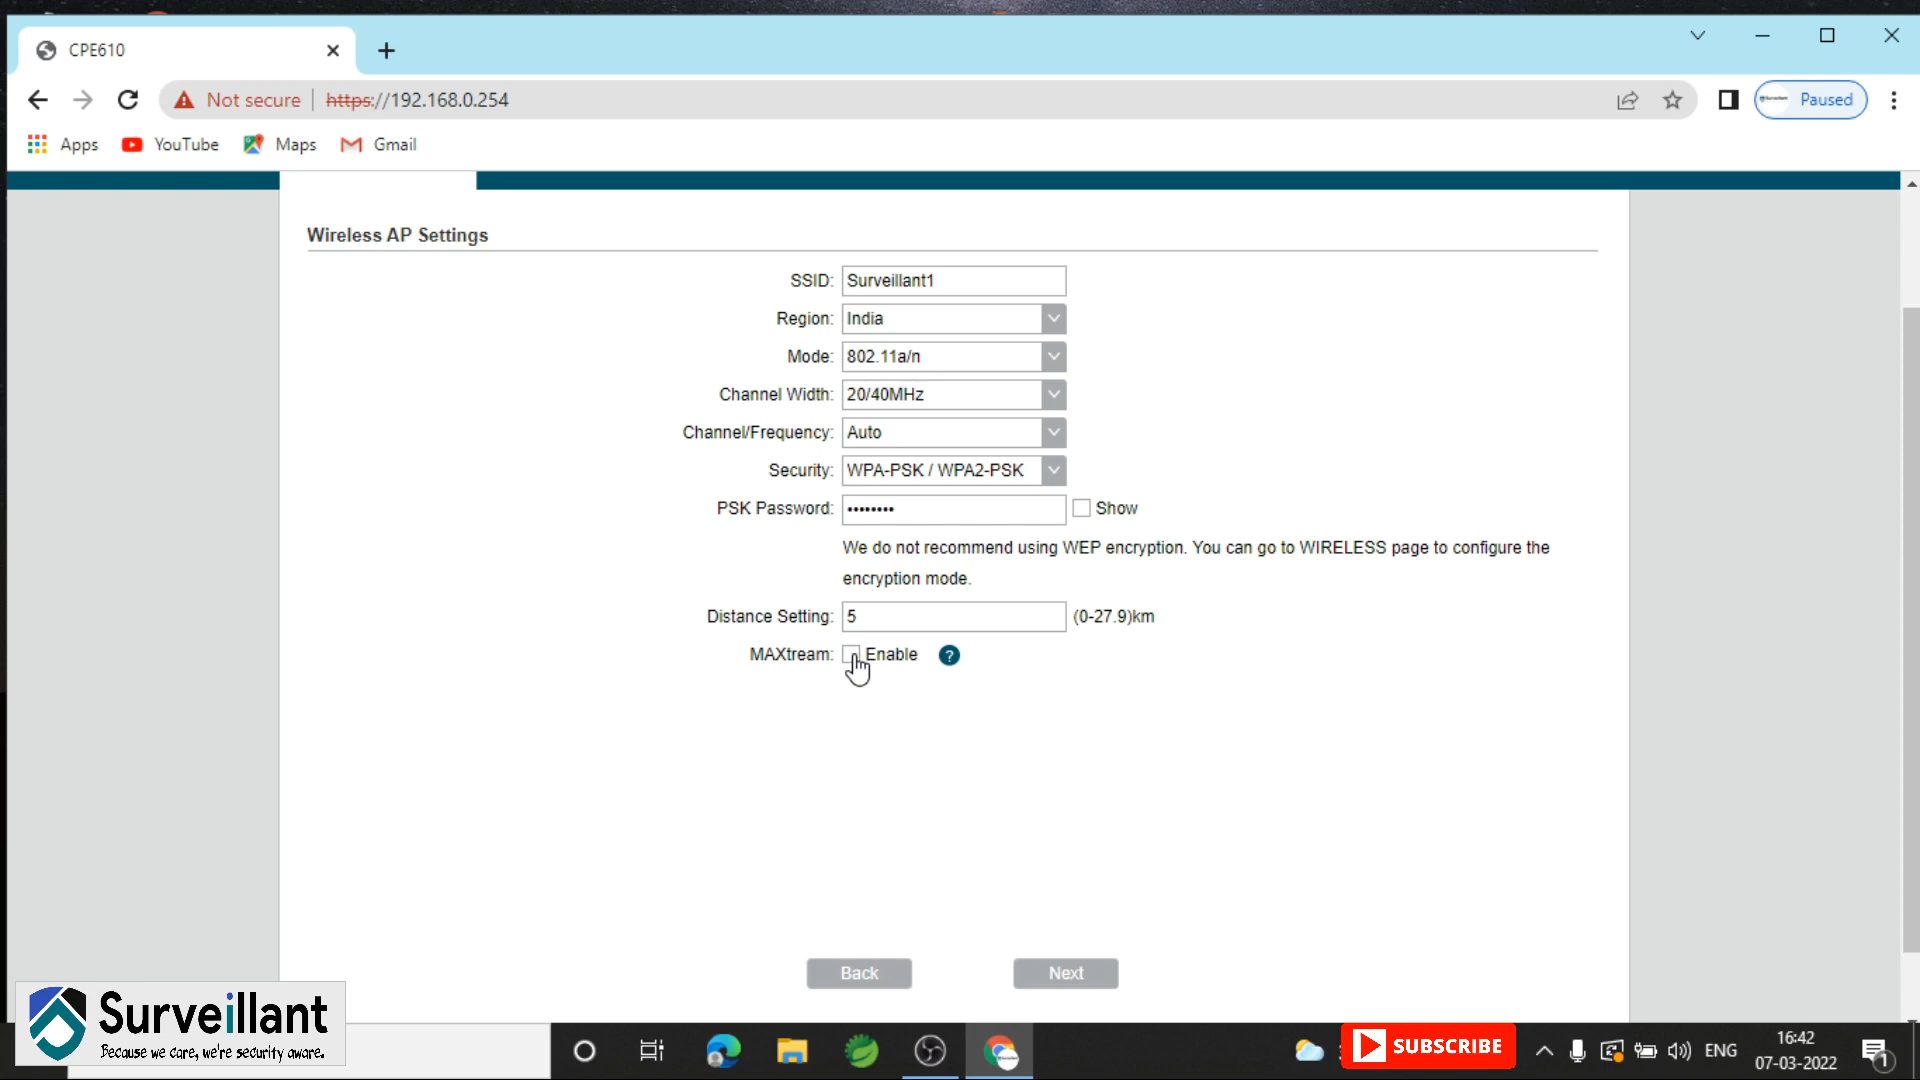 CPE610
Not secure | https://192.168.0.254
Paused
Apps YouTube Maps Gmail
Wireless AP Settings
SSID: Surveillant1
Region: India
Mode: 802.11a/n
Channel Width: 20/40MHz
Channel/Frequency: Auto
Security: WPA-PSK / WPA2-PSK
PSK Password: •••••••• Show
We do not recommend using WEP encryption. You can go to WIRELESS page to configure the
encryption mode.
Distance Setting: 5 (0-27.9)km
MAXtream: Enable ?
Back Next
Surveillant
Because we care, we're security aware.
SUBSCRIBE
ENG
16:42
07-03-2022
1